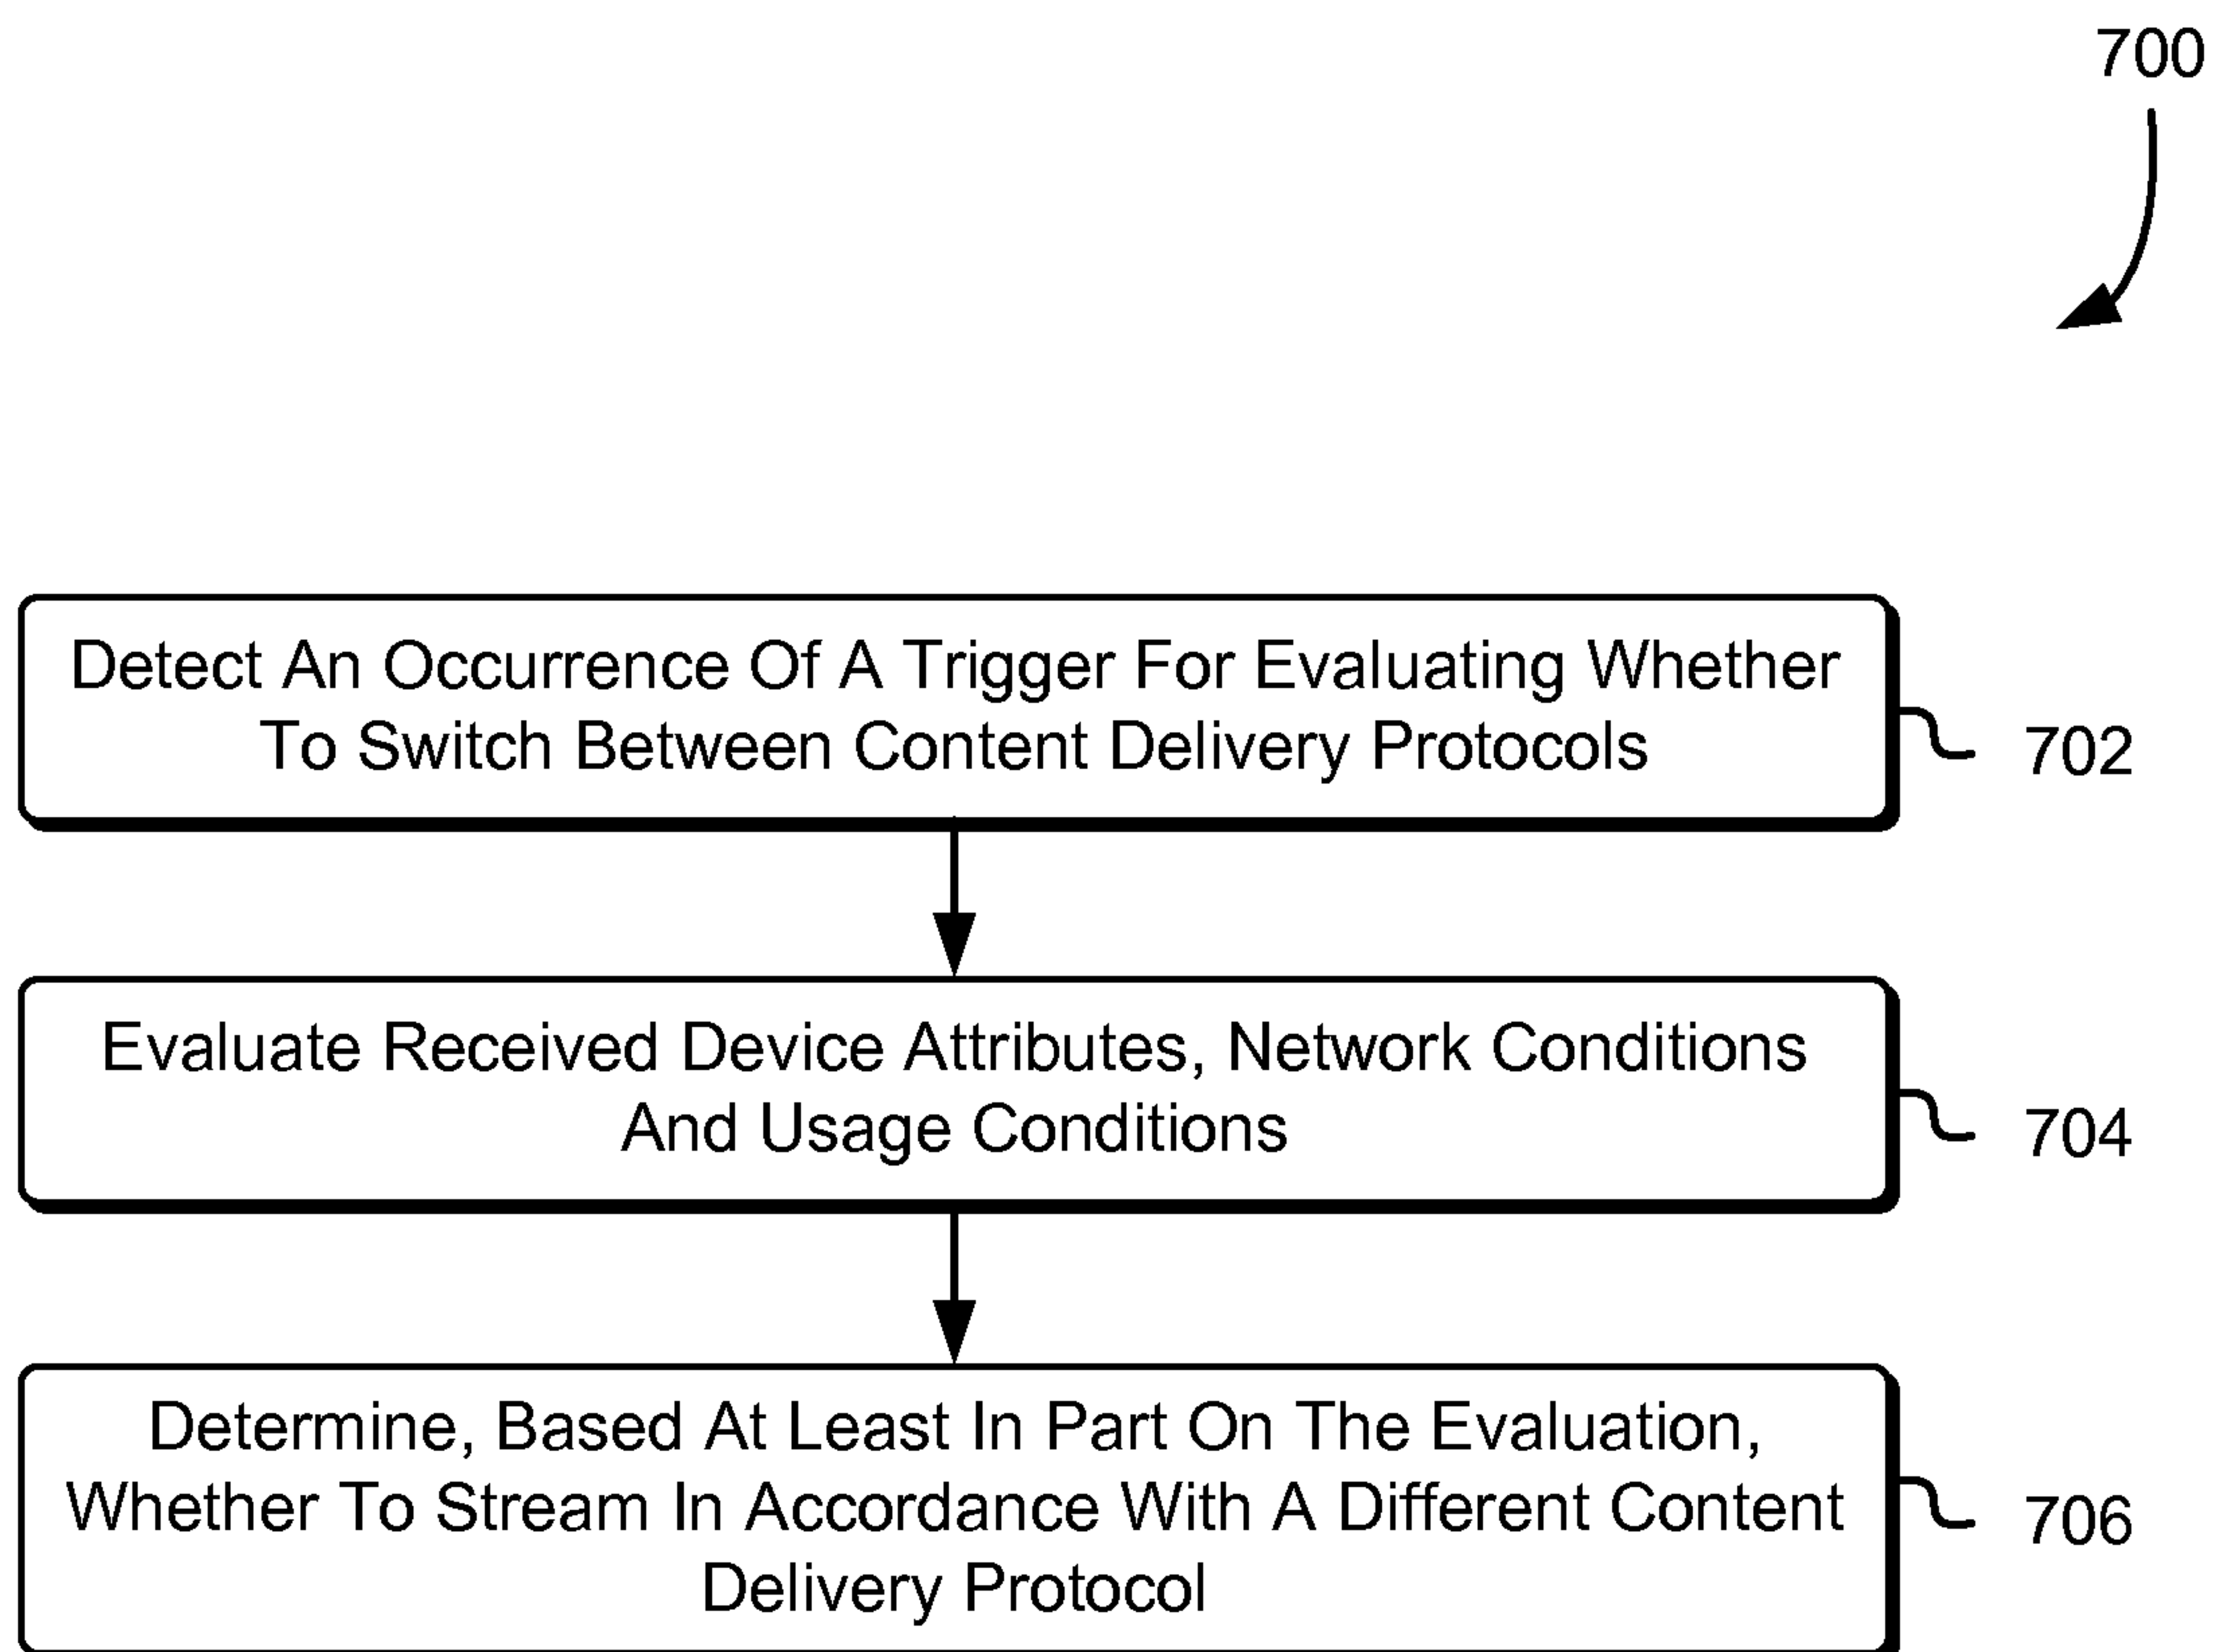 700
Detect An Occurrence Of A Trigger For Evaluating Whether
To Switch Between Content Delivery Protocols
702
Evaluate Received Device Attributes, Network Conditions
And Usage Conditions
704
Determine, Based At Least In Part On The Evaluation,
Whether To Stream In Accordance With A Different Content
Delivery Protocol
706